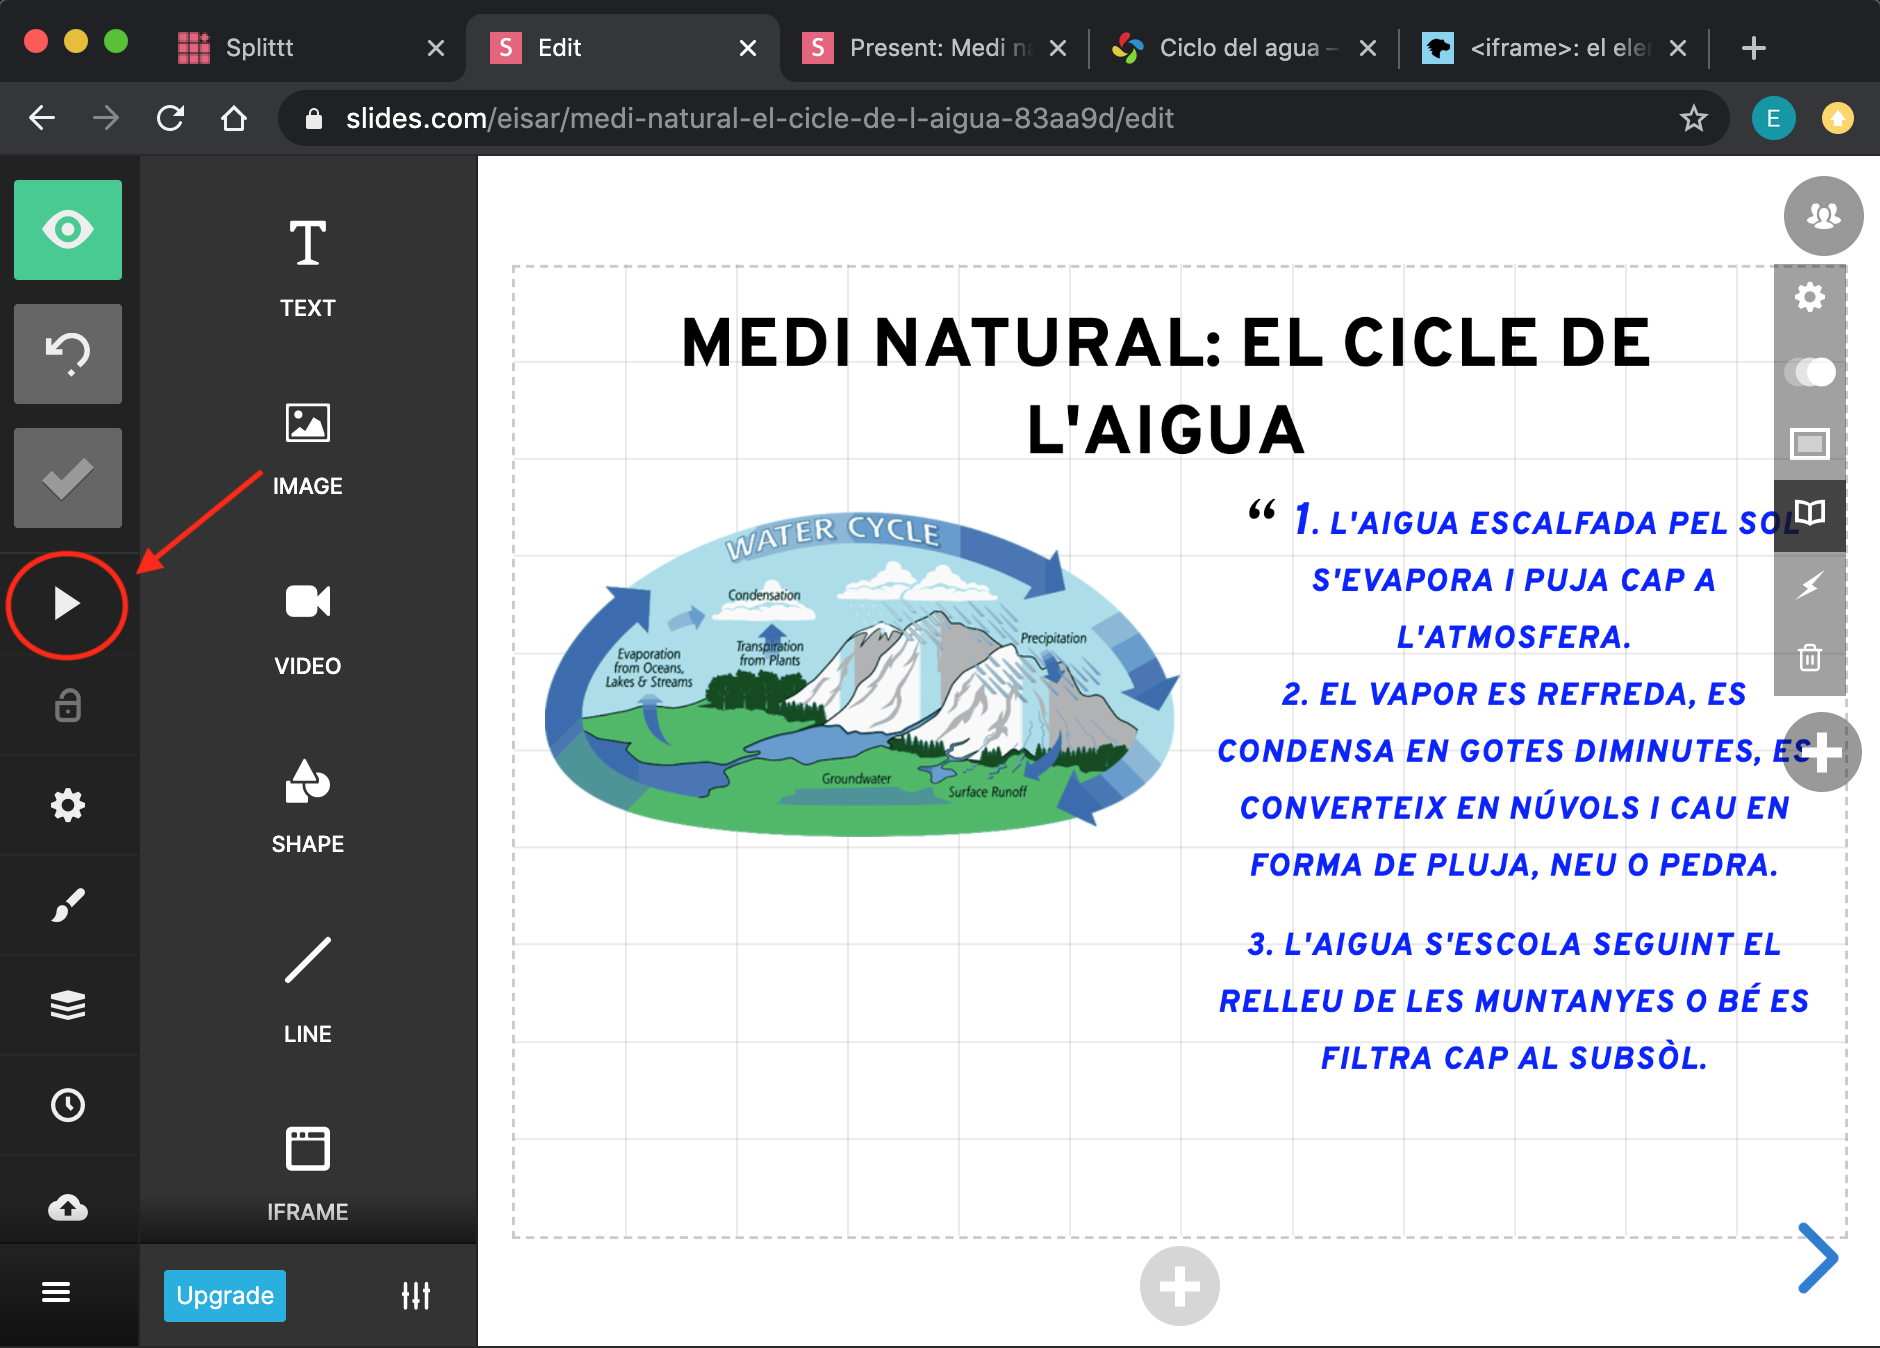 Splittt
Edit
Present: Medi na
Ciclo del agua –
<iframe>: el eler
slides.com/eisar/medi-natural-el-cicle-de-l-aigua-83aa9d/edit
E
TEXT
IMAGE
VIDEO
SHAPE
LINE
IFRAME
Upgrade
MEDI NATURAL: EL CICLE DE
L'AIGUA
WATER CYCLE
Condensation
Precipitation
Evaporation
from Oceans,
Lakes & Streams
Transpiration
from Plants
Groundwater
Surface Runoff
“ 1. L'AIGUA ESCALFADA PEL SOL
S'EVAPORA I PUJA CAP A
L'ATMOSFERA.
2. EL VAPOR ES REFREDA, ES
CONDENSA EN GOTES DIMINUTES, ES
CONVERTEIX EN NÚVOLS I CAU EN
FORMA DE PLUJA, NEU O PEDRA.
3. L'AIGUA S'ESCOLA SEGUINT EL
RELLEU DE LES MUNTANYES O BÉ ES
FILTRA CAP AL SUBSÒL.